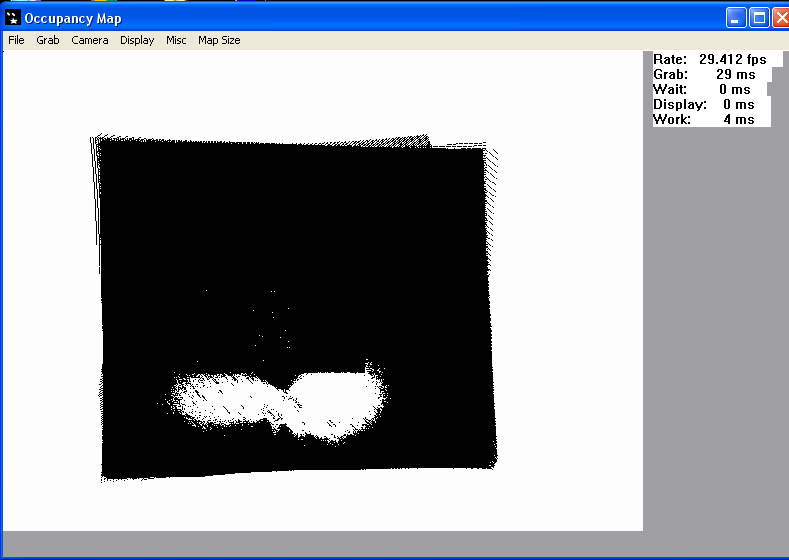 Occupancy Map
File Grab Camera Display Misc Map Size
Rate: 29.412 fps
Grab: 29 ms
Wait: 0 ms
Display: 0 ms
Work: 4 ms